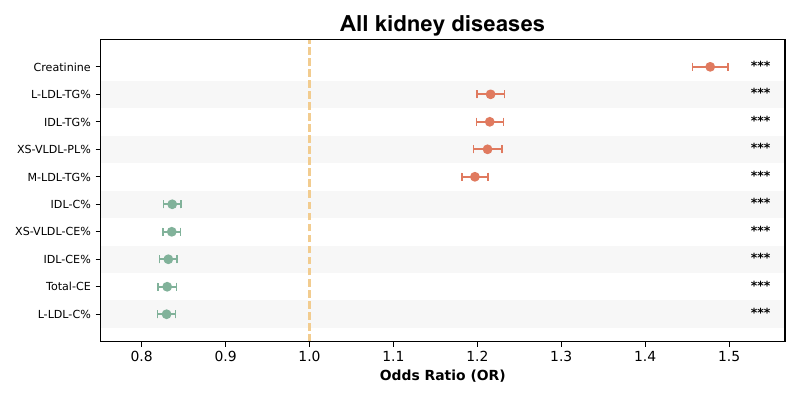 All kidney diseases
Creatinine ***
L-LDL-TG% ***
IDL-TG% ***
XS-VLDL-PL% ***
M-LDL-TG% ***
IDL-C% ***
XS-VLDL-CE% ***
IDL-CE% ***
Total-CE ***
L-LDL-C% ***
0.8 0.9 1.0 1.1 1.2 1.3 1.4 1.5
Odds Ratio (OR)